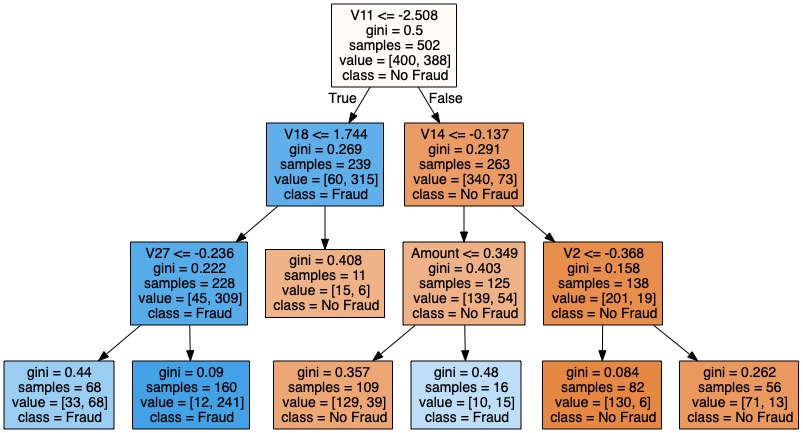 V11 <= -2.508
gini = 0.5
samples = 502
value = [400, 388]
class = No Fraud
True
False
V18 <= 1.744
gini = 0.269
samples = 239
value = [60, 315]
class = Fraud
V14 <= -0.137
gini = 0.291
samples = 263
value = [340, 73]
class = No Fraud
V27 <= -0.236
gini = 0.222
samples = 228
value = [45, 309]
class = Fraud
gini = 0.408
samples = 11
value = [15, 6]
class = No Fraud
Amount <= 0.349
gini = 0.403
samples = 125
value = [139, 54]
class = No Fraud
V2 <= -0.368
gini = 0.158
samples = 138
value = [201, 19]
class = No Fraud
gini = 0.44
samples = 68
value = [33, 68]
class = Fraud
gini = 0.09
samples = 160
value = [12, 241]
class = Fraud
gini = 0.357
samples = 109
value = [129, 39]
class = No Fraud
gini = 0.48
samples = 16
value = [10, 15]
class = Fraud
gini = 0.084
samples = 82
value = [130, 6]
class = No Fraud
gini = 0.262
samples = 56
value = [71, 13]
class = No Fraud